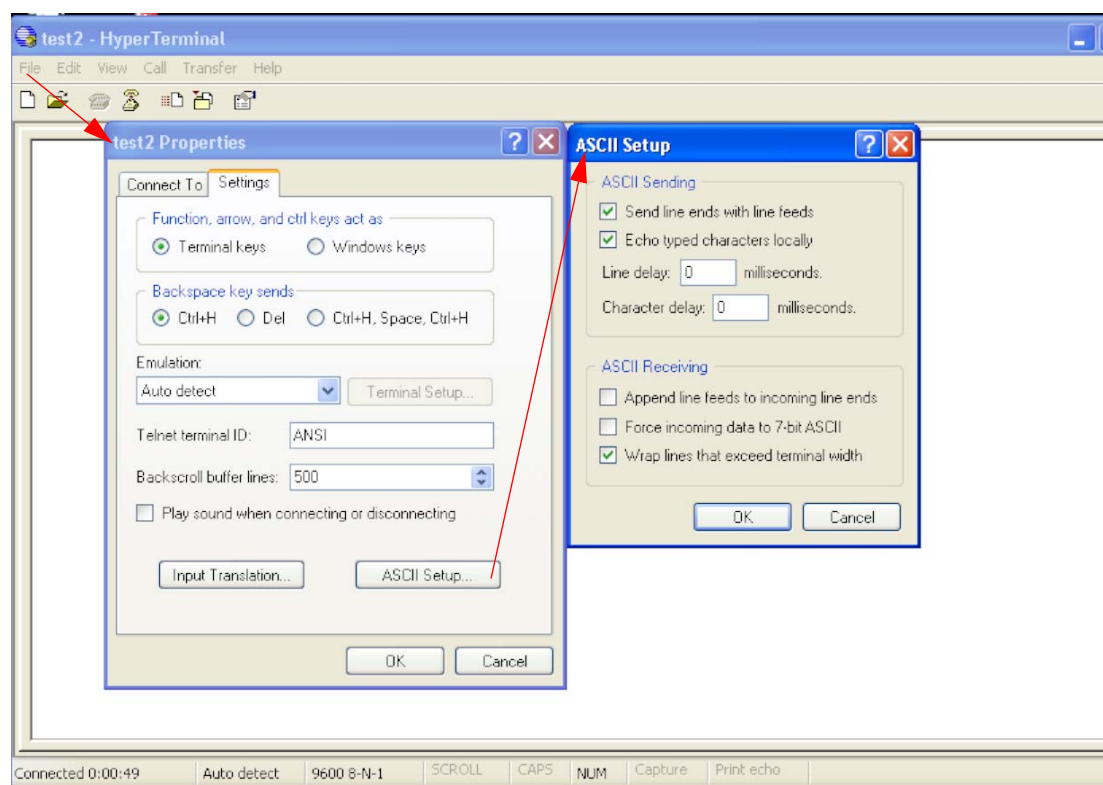 test2 - HyperTerminal
File Edit View Call Transfer Help
test2 Properties
Connect To Settings
Function, arrow, and ctrl keys act as
Terminal keys Windows keys
Backspace key sends
Ctrl+H Del Ctrl+H, Space, Ctrl+H
Emulation:
Auto detect Terminal Setup...
Telnet terminal ID: ANSI
Backscroll buffer lines: 500
Play sound when connecting or disconnecting
Input Translation... ASCII Setup...
OK Cancel
ASCII Setup
ASCII Sending
Send line ends with line feeds
Echo typed characters locally
Line delay: 0 milliseconds.
Character delay: 0 milliseconds.
ASCII Receiving
Append line feeds to incoming line ends
Force incoming data to 7-bit ASCII
Wrap lines that exceed terminal width
OK Cancel
Connected 0:00:49 Auto detect 9600 8-N-1 SCROLL CAPS NUM Capture Print echo